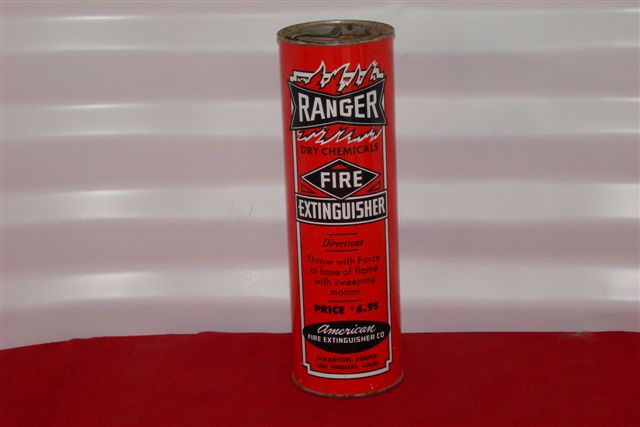 RANGER
DRY CHEMICALS
FIRE
EXTINGUISHER
Directions
Throw with Force
at base of flame
with sweeping
motion
PRICE $6.95
American
FIRE EXTINGUISHER CO
SCRANTON, PENNA.
LOS ANGELES, CALIF.